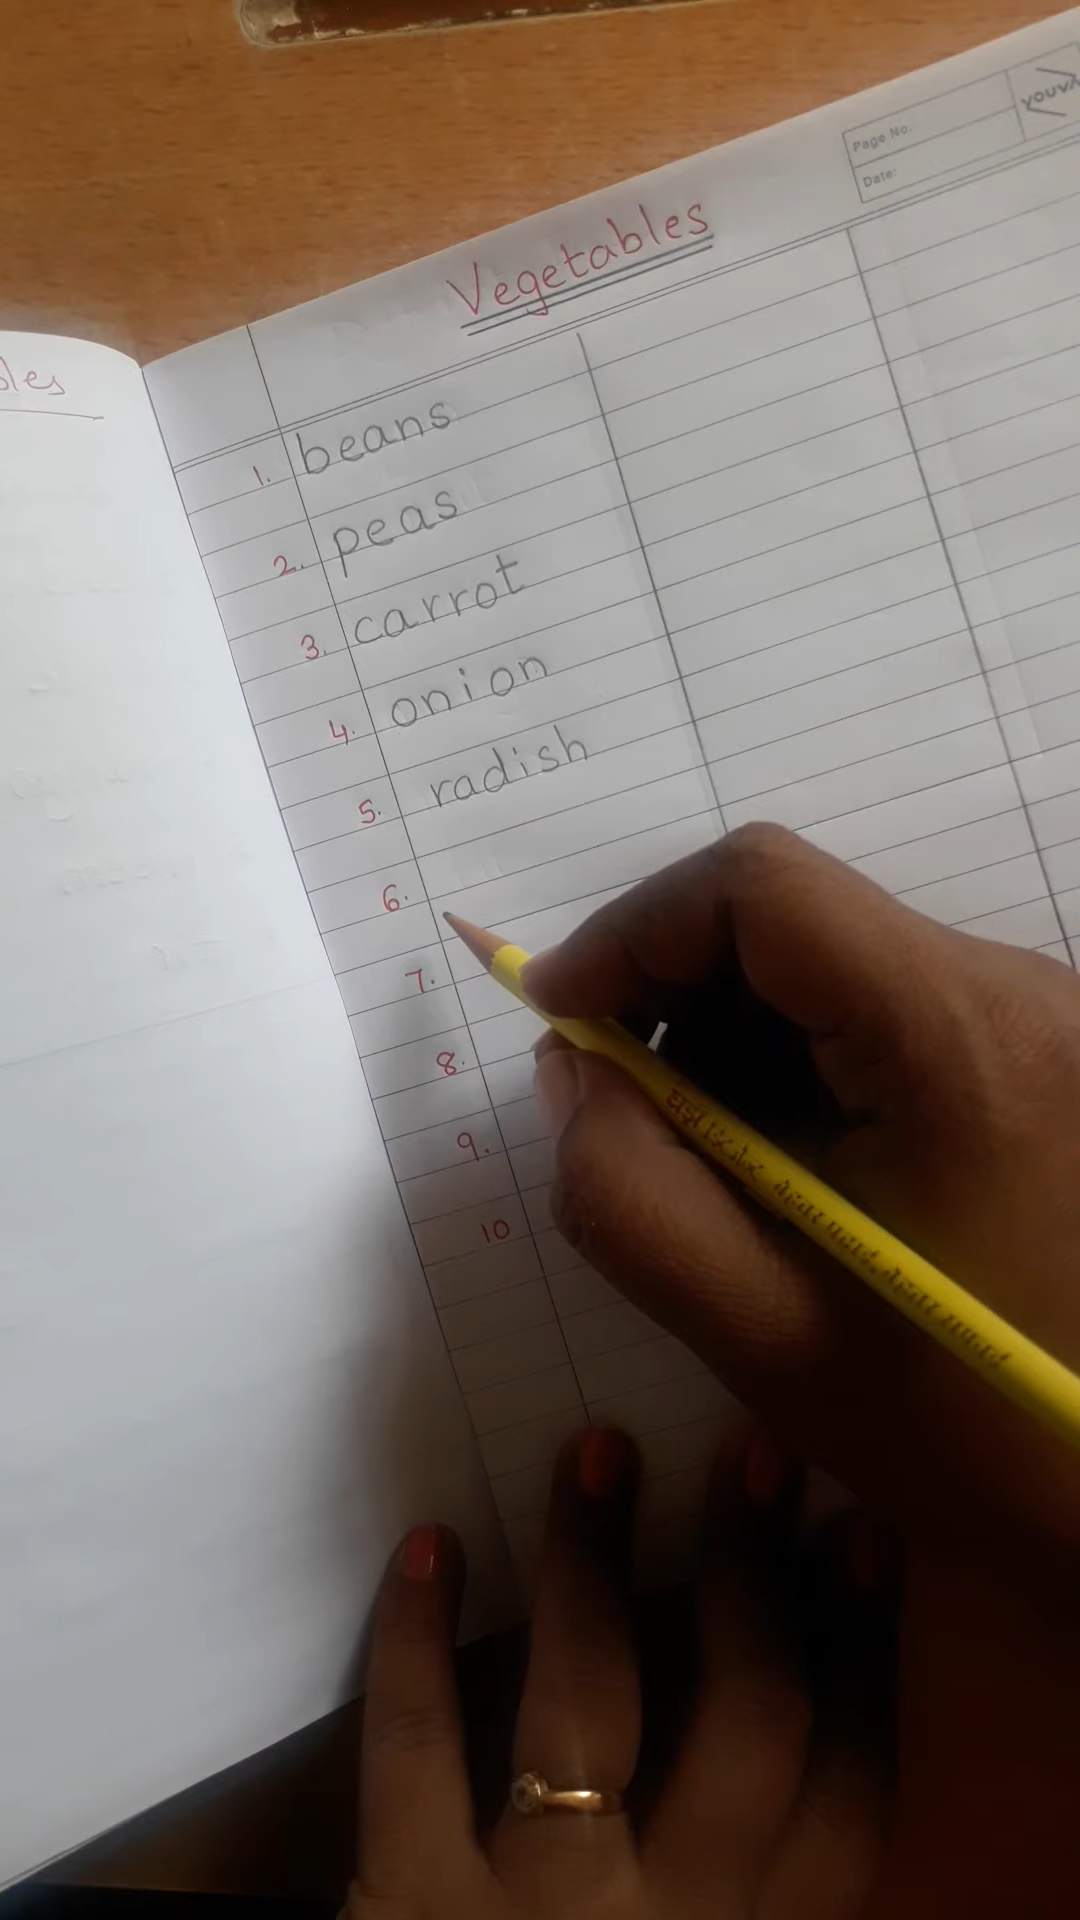 Page No.
YOUVA
Date:
Vegetables
1. beans
2. peas
3. carrot
4. onion
5. radish
6.
7.
8.
9.
10